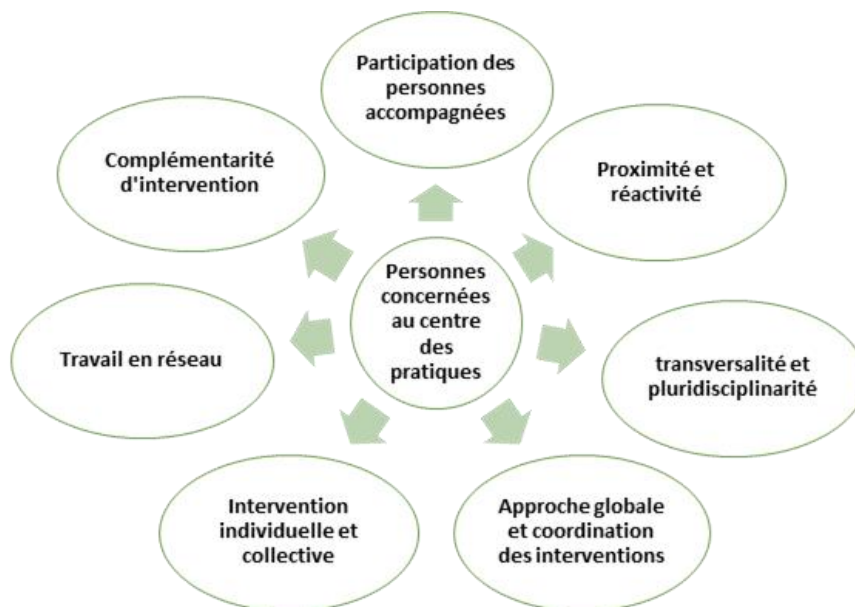 Participation des
personnes
accompagnées
Complémentarité
d'intervention
Proximité et
réactivité
Personnes
concernées
au centre
des
pratiques
Travail en réseau
transversalité et
pluridisciplinarité
Intervention
individuelle et
collective
Approche globale
et coordination
des interventions